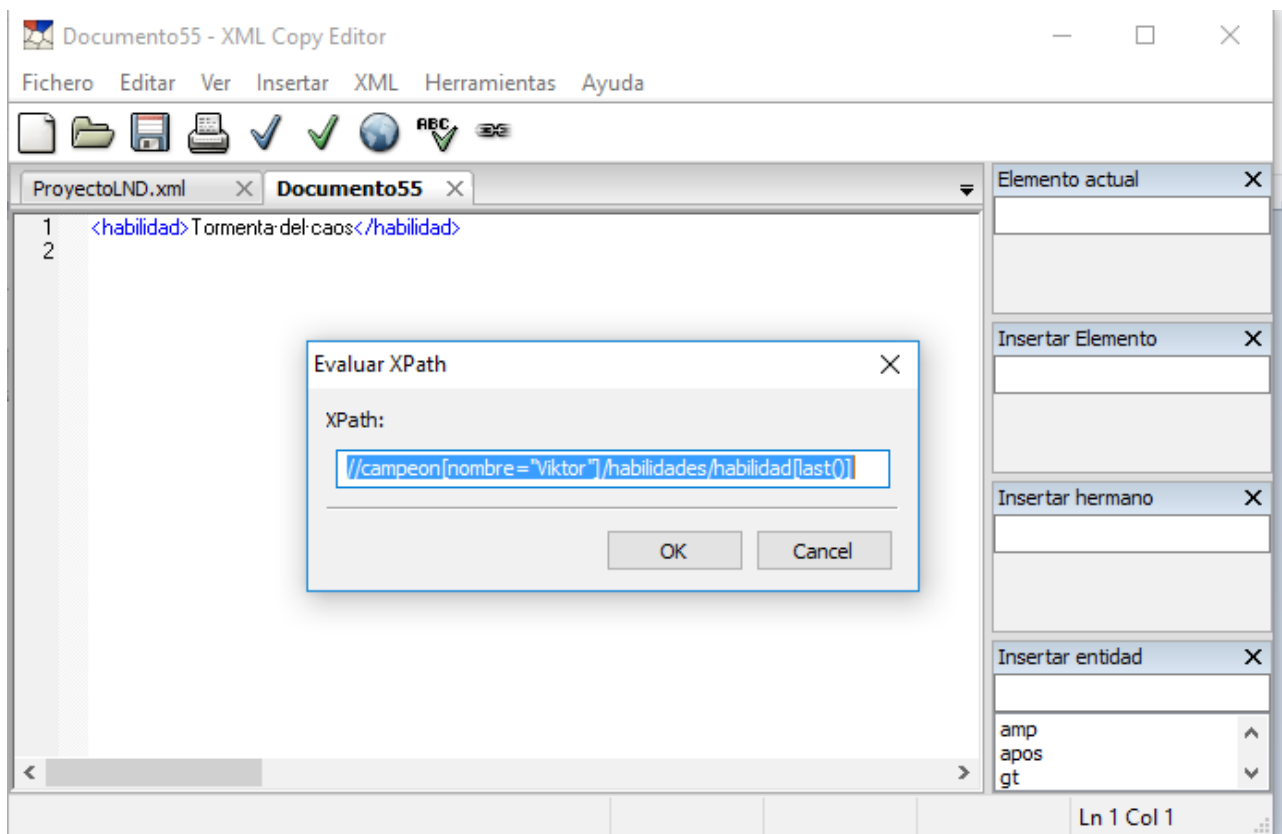 Documento55 - XML Copy Editor
Fichero Editar Ver Insertar XML Herramientas Ayuda
ABC
ProyectoLND.xml Documento55
1 <habilidad>Tormenta·del·caos</habilidad>
2
Evaluar XPath
XPath:
//campeon[nombre="Viktor"]/habilidades/habilidad[last()]
OK Cancel
Elemento actual
Insertar Elemento
Insertar hermano
Insertar entidad
amp
apos
gt
Ln 1 Col 1